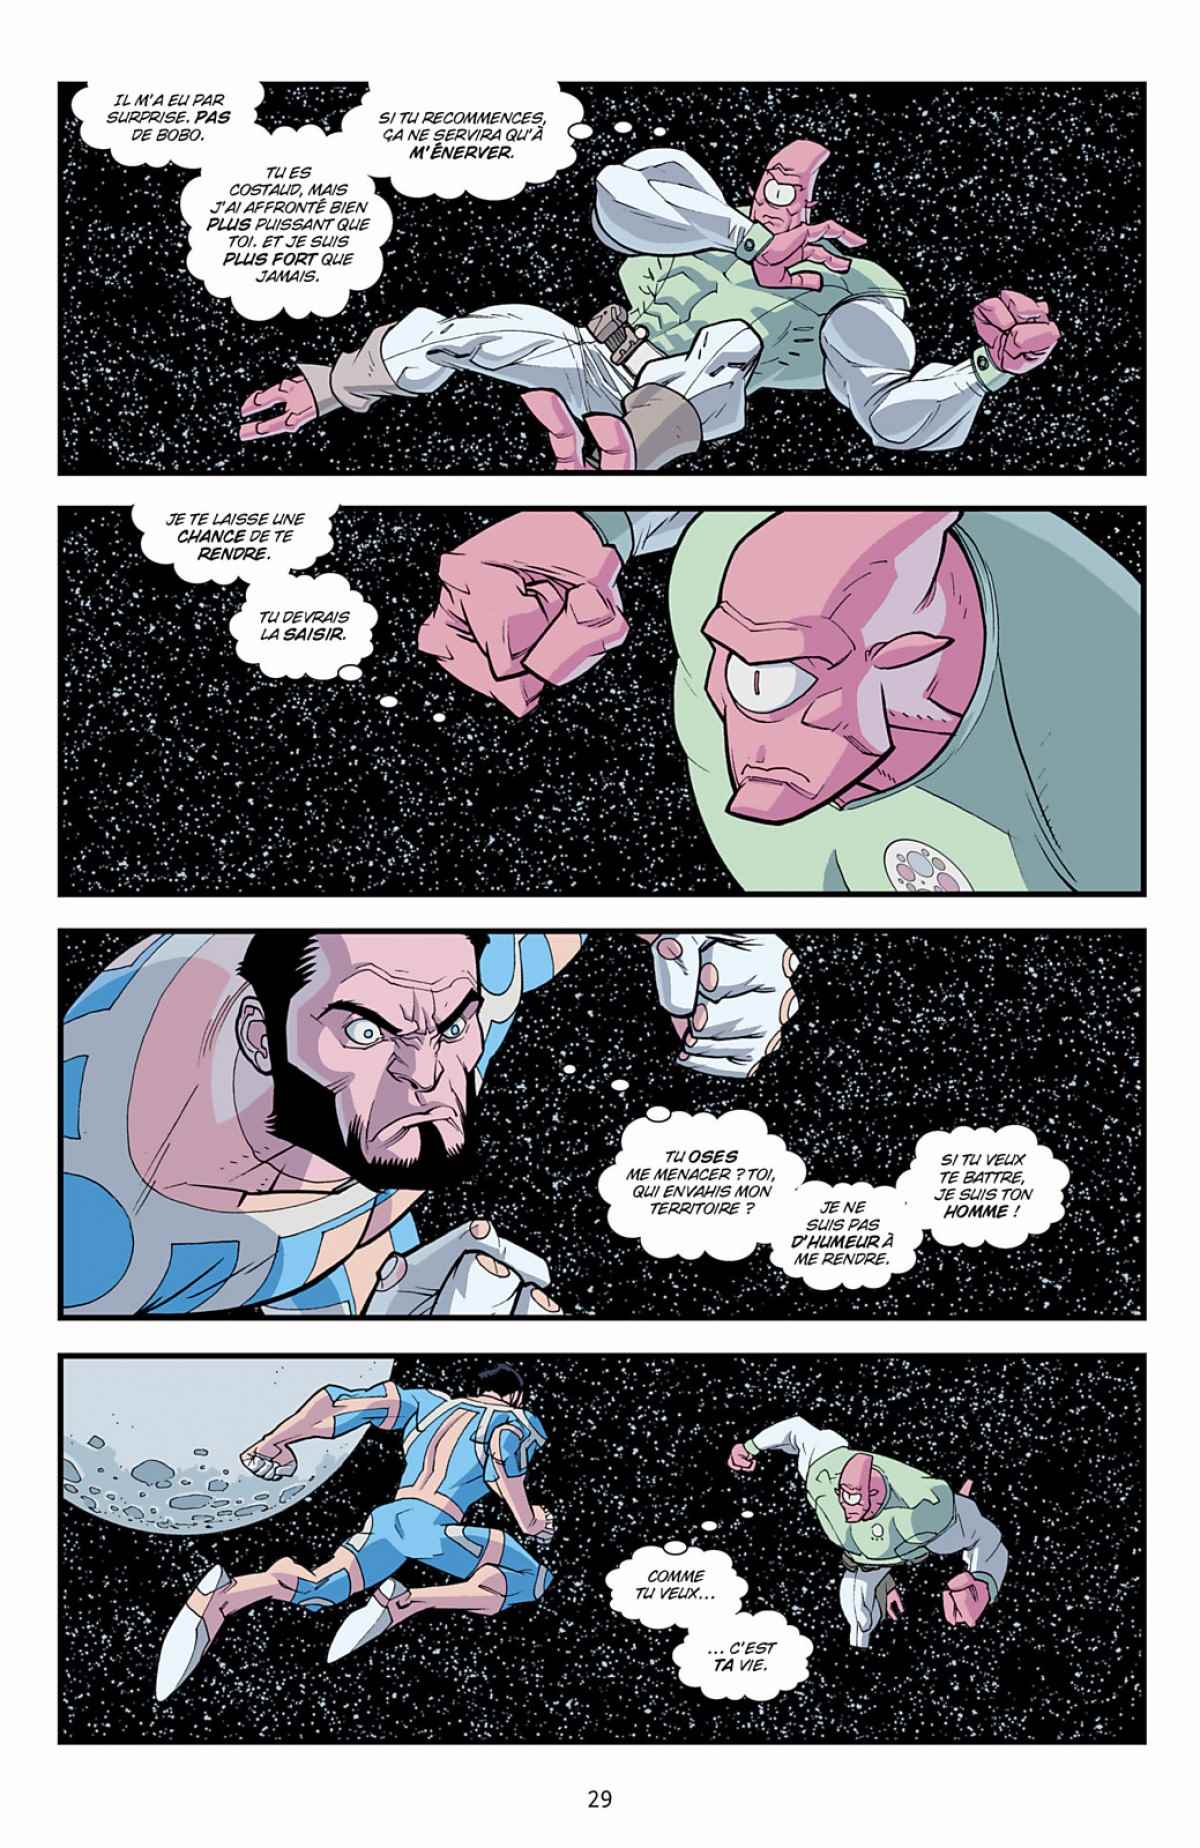 IL M'A EU PAR
SURPRISE. PAS
DE BOBO.
TU ES
COSTAUD, MAIS
J'AI AFFRONTÉ BIEN
PLUS PUISSANT QUE
TOI. ET JE SUIS
PLUS FORT QUE
JAMAIS.
SI TU RECOMMENCES,
ÇA NE SERVIRA QU'À
M'ÉNERVER.
JE TE LAISSE UNE
CHANCE DE TE
RENDRE.
TU DEVRAIS
LA SAISIR.
TU OSES
ME MENACER ? TOI,
QUI ENVAHIS MON
TERRITOIRE ?
JE NE
SUIS PAS
D'HUMEUR À
ME RENDRE.
SI TU VEUX
TE BATTRE,
JE SUIS TON
HOMME !
COMME
TU VEUX...
... C'EST
TA VIE.
29